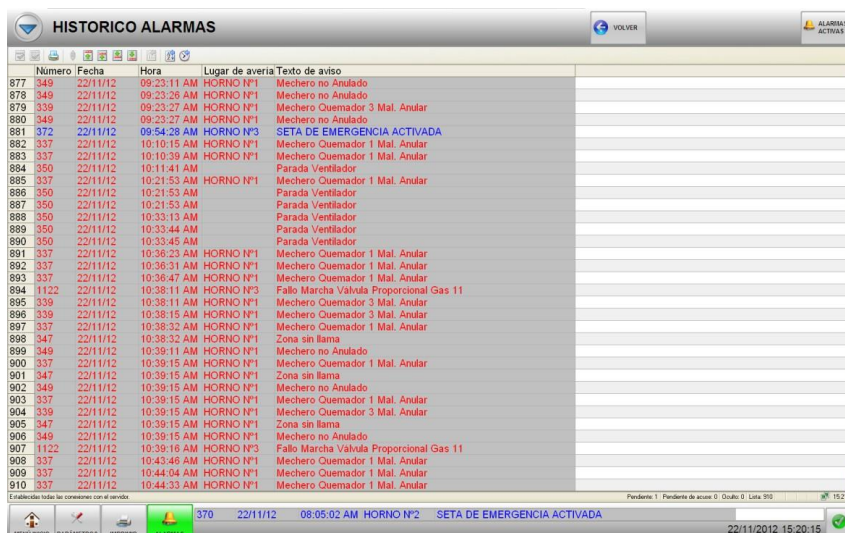 HISTORICO ALARMAS
VOLVER
ALARMAS
ACTIVAS
Número Fecha Hora Lugar de avería Texto de aviso
877 349 22/11/12 09:23:11 AM HORNO Nº1 Mechero no Anulado
878 349 22/11/12 09:23:26 AM HORNO Nº1 Mechero no Anulado
879 339 22/11/12 09:23:27 AM HORNO Nº1 Mechero Quemador 3 Mal. Anular
880 349 22/11/12 09:23:27 AM HORNO Nº1 Mechero no Anulado
881 372 22/11/12 09:54:28 AM HORNO Nº3 SETA DE EMERGENCIA ACTIVADA
882 337 22/11/12 10:10:15 AM HORNO Nº1 Mechero Quemador 1 Mal. Anular
883 337 22/11/12 10:10:39 AM HORNO Nº1 Mechero Quemador 1 Mal. Anular
884 350 22/11/12 10:11:41 AM Parada Ventilador
885 337 22/11/12 10:21:53 AM HORNO Nº1 Mechero Quemador 1 Mal. Anular
886 350 22/11/12 10:21:53 AM Parada Ventilador
887 350 22/11/12 10:21:53 AM Parada Ventilador
888 350 22/11/12 10:33:13 AM Parada Ventilador
889 350 22/11/12 10:33:44 AM Parada Ventilador
890 350 22/11/12 10:33:45 AM Parada Ventilador
891 337 22/11/12 10:36:23 AM HORNO Nº1 Mechero Quemador 1 Mal. Anular
892 337 22/11/12 10:36:31 AM HORNO Nº1 Mechero Quemador 1 Mal. Anular
893 337 22/11/12 10:36:47 AM HORNO Nº1 Mechero Quemador 1 Mal. Anular
894 1122 22/11/12 10:38:11 AM HORNO Nº3 Fallo Marcha Válvula Proporcional Gas 11
895 339 22/11/12 10:38:11 AM HORNO Nº1 Mechero Quemador 3 Mal. Anular
896 339 22/11/12 10:38:15 AM HORNO Nº1 Mechero Quemador 3 Mal. Anular
897 337 22/11/12 10:38:32 AM HORNO Nº1 Mechero Quemador 1 Mal. Anular
898 347 22/11/12 10:38:32 AM HORNO Nº1 Zona sin llama
899 349 22/11/12 10:39:11 AM HORNO Nº1 Mechero no Anulado
900 337 22/11/12 10:39:15 AM HORNO Nº1 Mechero Quemador 1 Mal. Anular
901 347 22/11/12 10:39:15 AM HORNO Nº1 Zona sin llama
902 349 22/11/12 10:39:15 AM HORNO Nº1 Mechero no Anulado
903 337 22/11/12 10:39:15 AM HORNO Nº1 Mechero Quemador 1 Mal. Anular
904 339 22/11/12 10:39:15 AM HORNO Nº1 Mechero Quemador 3 Mal. Anular
905 347 22/11/12 10:39:15 AM HORNO Nº1 Zona sin llama
906 349 22/11/12 10:39:15 AM HORNO Nº1 Mechero no Anulado
907 1122 22/11/12 10:39:16 AM HORNO Nº3 Fallo Marcha Válvula Proporcional Gas 11
908 337 22/11/12 10:43:46 AM HORNO Nº1 Mechero Quemador 1 Mal. Anular
909 337 22/11/12 10:44:04 AM HORNO Nº1 Mechero Quemador 1 Mal. Anular
910 337 22/11/12 10:44:33 AM HORNO Nº1 Mechero Quemador 1 Mal. Anular
Establecidas todas las conexiones con el servidor. Pendiente: 1 Pendiente de acuse: 0 Oculto: 0 Lista: 910 15:2
370 22/11/12 08:05:02 AM HORNO Nº2 SETA DE EMERGENCIA ACTIVADA
22/11/2012 15:20:15